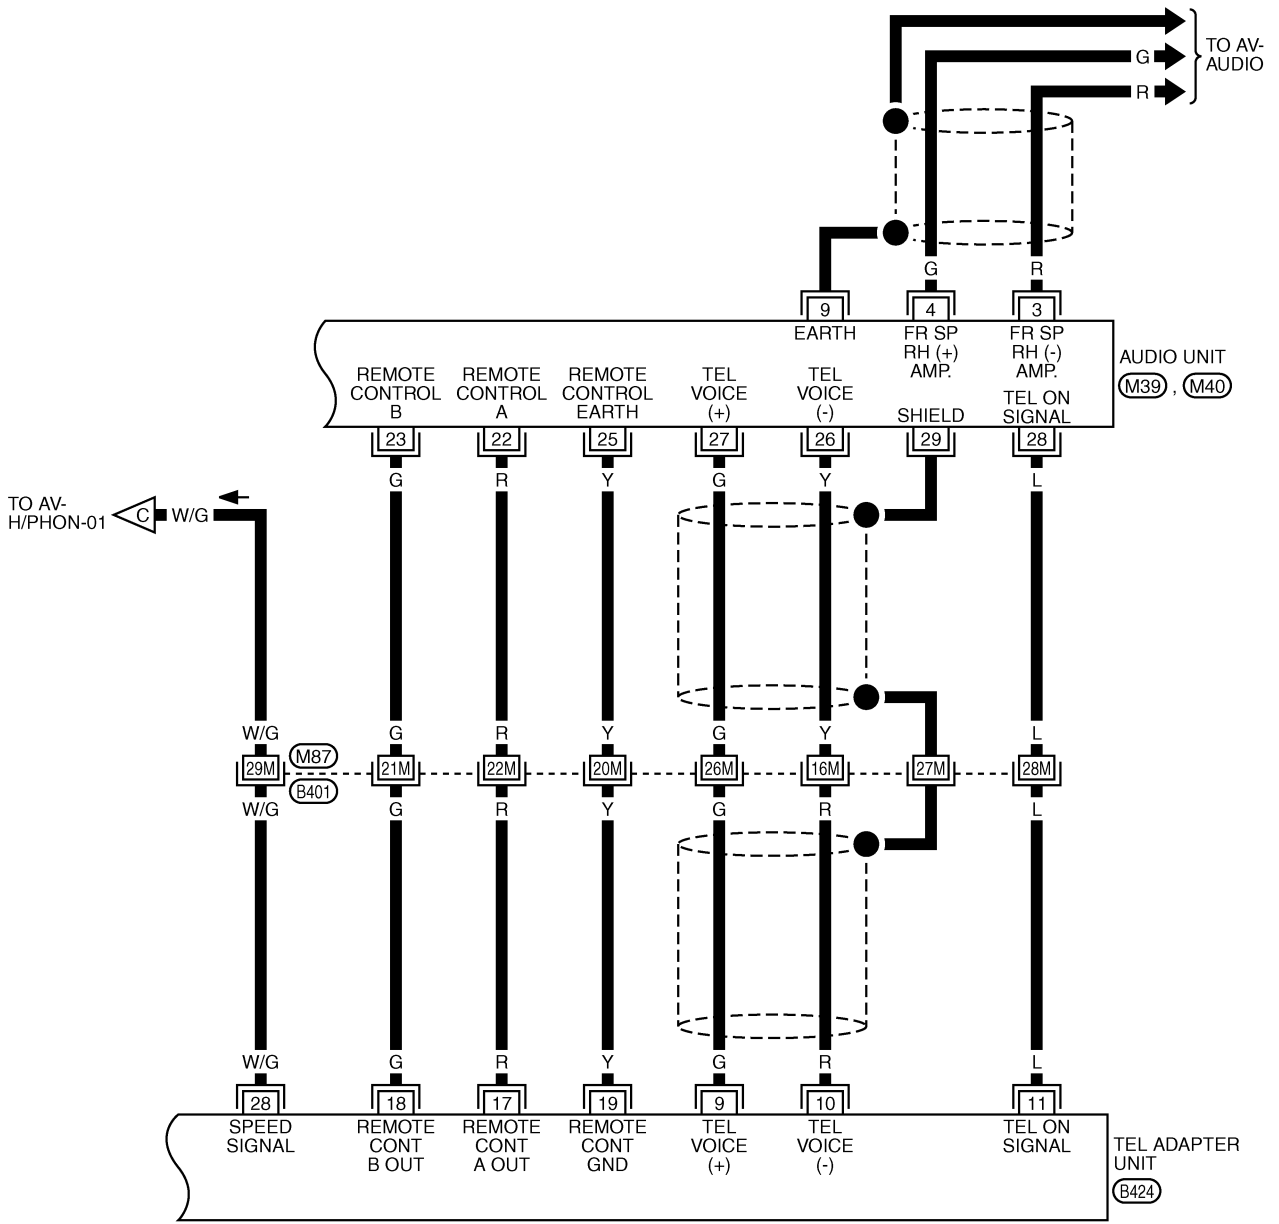 TO AV-
AUDIO
G
R
G
R
9
4
3
EARTH
FR SP
RH (+)
AMP.
FR SP
RH (-)
AMP.
AUDIO UNIT
M39 , M40
REMOTE
CONTROL
B
REMOTE
CONTROL
A
REMOTE
CONTROL
EARTH
TEL
VOICE
(+)
TEL
VOICE
(-)
SHIELD
TEL ON
SIGNAL
23
22
25
27
26
29
28
G
R
Y
G
Y
L
TO AV-
H/PHON-01
C
W/G
W/G
G
R
Y
G
Y
L
M87
29M
21M
22M
20M
26M
16M
27M
28M
B401
W/G
G
R
Y
G
R
L
W/G
G
R
Y
G
R
L
28
18
17
19
9
10
11
SPEED
SIGNAL
REMOTE
CONT
B OUT
REMOTE
CONT
A OUT
REMOTE
CONT
GND
TEL
VOICE
(+)
TEL
VOICE
(-)
TEL ON
SIGNAL
TEL ADAPTER
UNIT
B424